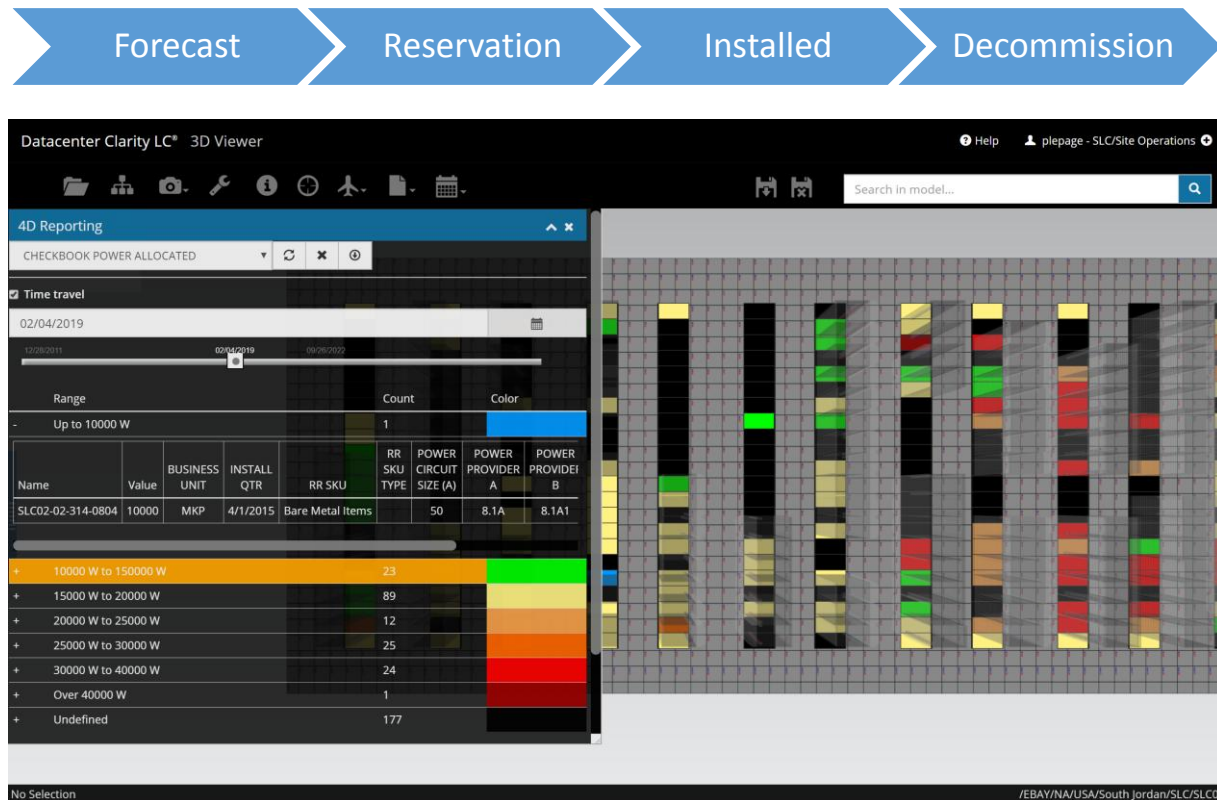 Forecast Reservation Installed Decommission
Datacenter Clarity LC® 3D Viewer
Help plepage - SLC/Site Operations
Search in model...
4D Reporting
CHECKBOOK POWER ALLOCATED
Time travel
02/04/2019
12/28/2011 02/04/2019 09/26/2022
Range Count Color
- Up to 10000 W 1
Name Value BUSINESS UNIT INSTALL QTR RR SKU RR SKU TYPE POWER CIRCUIT SIZE (A) POWER PROVIDER A POWER PROVIDER B
SLC02-02-314-0804 10000 MKP 4/1/2015 Bare Metal Items 50 8.1A 8.1A1
+ 10000 W to 150000 W 23
+ 15000 W to 20000 W 89
+ 20000 W to 25000 W 12
+ 25000 W to 30000 W 25
+ 30000 W to 40000 W 24
+ Over 40000 W 1
+ Undefined 177
No Selection /EBAY/NA/USA/South Jordan/SLC/SLC0